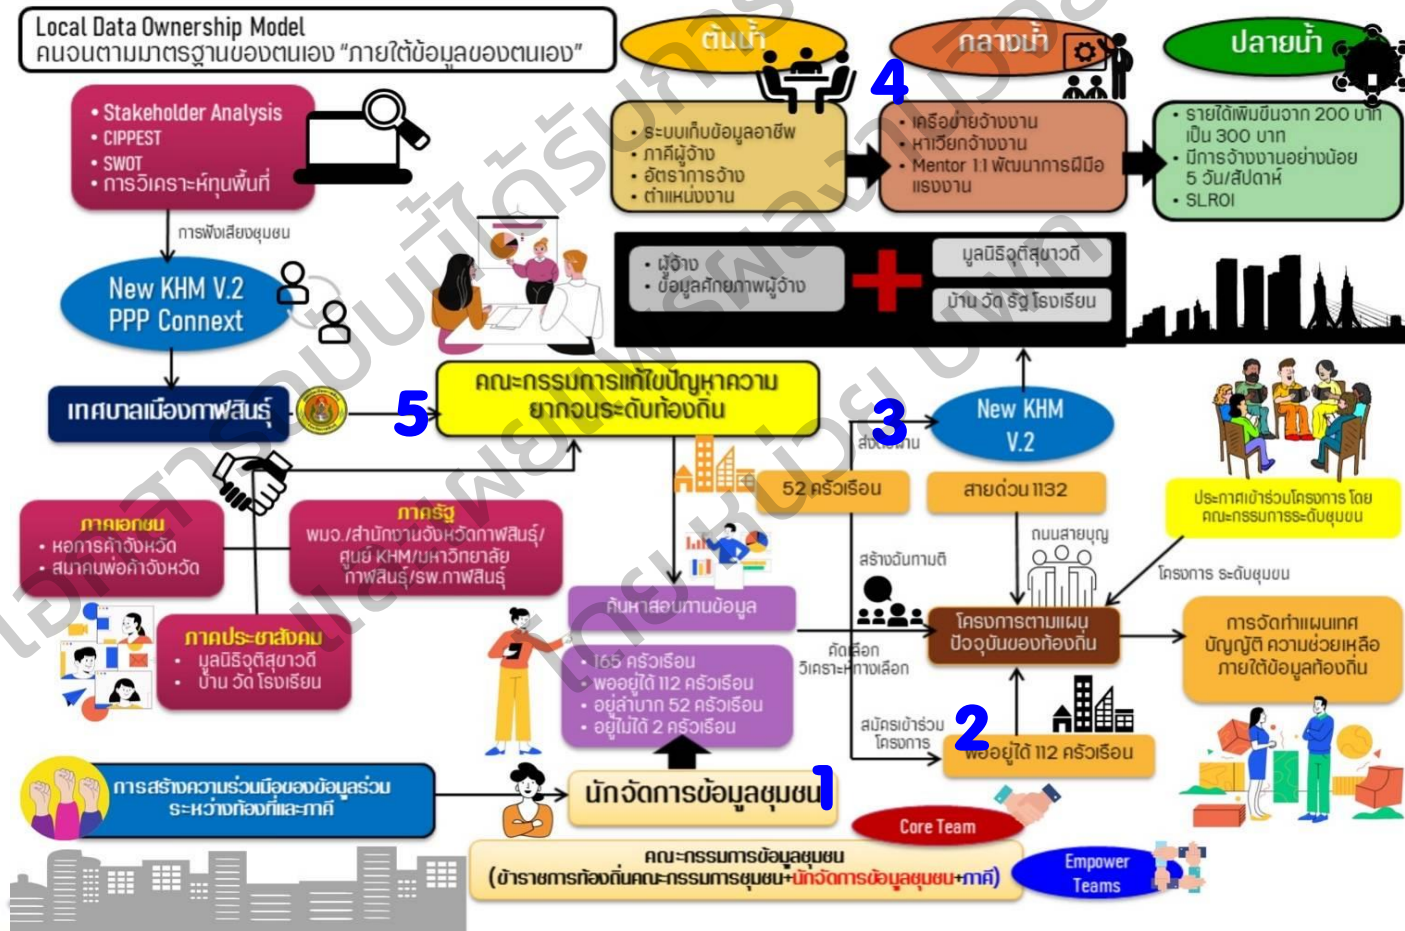 Local Data Ownership Model
คนจนตามมาตรฐานของตนเอง “ภายใต้ข้อมูลของตนเอง”
• Stakeholder Analysis
• CIPPEST
• SWOT
• การวิเคราะห์ทุนพื้นที่
การฟังเสียงชุมชน
New KHM V.2
PPP Connext
เทศบาลเมืองกาฬสินธุ์
ต้นน้ำ
• ระบบเก็บข้อมูลอาชีพ
• ภาคีผู้จ้าง
• อัตราการจ้าง
• ตำแหน่งงาน
4
กลางน้ำ
• เครือข่ายจ้างงาน
• หาเวียกจ้างงาน
• Mentor 1:1 พัฒนาการฝีมือ
แรงงาน
ปลายน้ำ
• รายได้เพิ่มขึ้นจาก 200 บาท
เป็น 300 บาท
• มีการจ้างงานอย่างน้อย
5 วัน/สัปดาห์
• SLROI
• ผู้จ้าง
• ข้อมูลศักยภาพผู้จ้าง
มูลนิธิวุติสุขาวดี
บ้าน วัด รัฐ โรงเรียน
5
คณะกรรมการแก้ไขปัญหาความ
ยากจนระดับท้องถิ่น
3
ส่งต่อผ่าน
New KHM
V.2
52 ครัวเรือน
สายด่วน 1132
ประกาศเข้าร่วมโครงการ โดย
คณะกรรมการระดับชุมชน
ภาคเอกชน
• หอการค้าจังหวัด
• สมาคมพ่อค้าจังหวัด
ภาครัฐ
พมจ./สำนักงานจังหวัดกาฬสินธุ์/
ศูนย์ KHM/มหาวิทยาลัย
กาฬสินธุ์/รพ.กาฬสินธุ์
ภาคประชาสังคม
• มูลนิธิวุติสุขาวดี
• บ้าน วัด โรงเรียน
ค้นหาสอบทานข้อมูล
• 165 ครัวเรือน
• พออยู่ได้ 112 ครัวเรือน
• อยู่ลำบาก 52 ครัวเรือน
• อยู่ไม่ได้ 2 ครัวเรือน
สร้างฉันทามติ
ถนนสายบุญ
โครงการ ระดับชุมชน
คัดเลือก
วิเคราะห์ทางเลือก
โครงการตามแผน
ปัจจุบันของท้องถิ่น
การจัดทำแผนเทศ
บัญญัติ ความช่วยเหลือ
ภายใต้ข้อมูลท้องถิ่น
สมัครเข้าร่วม
โครงการ
2
พออยู่ได้ 112 ครัวเรือน
การสร้างความร่วมมือของข้อมูลร่วม
ระหว่างท้องที่และภาคี
นักจัดการข้อมูลชุมชน
1
Core Team
คณะกรรมการข้อมูลชุมชน
(ข้าราชการท้องถิ่นคณะกรรมการชุมชน+นักจัดการข้อมูลชุมชน+ภาคี)
Empower
Teams